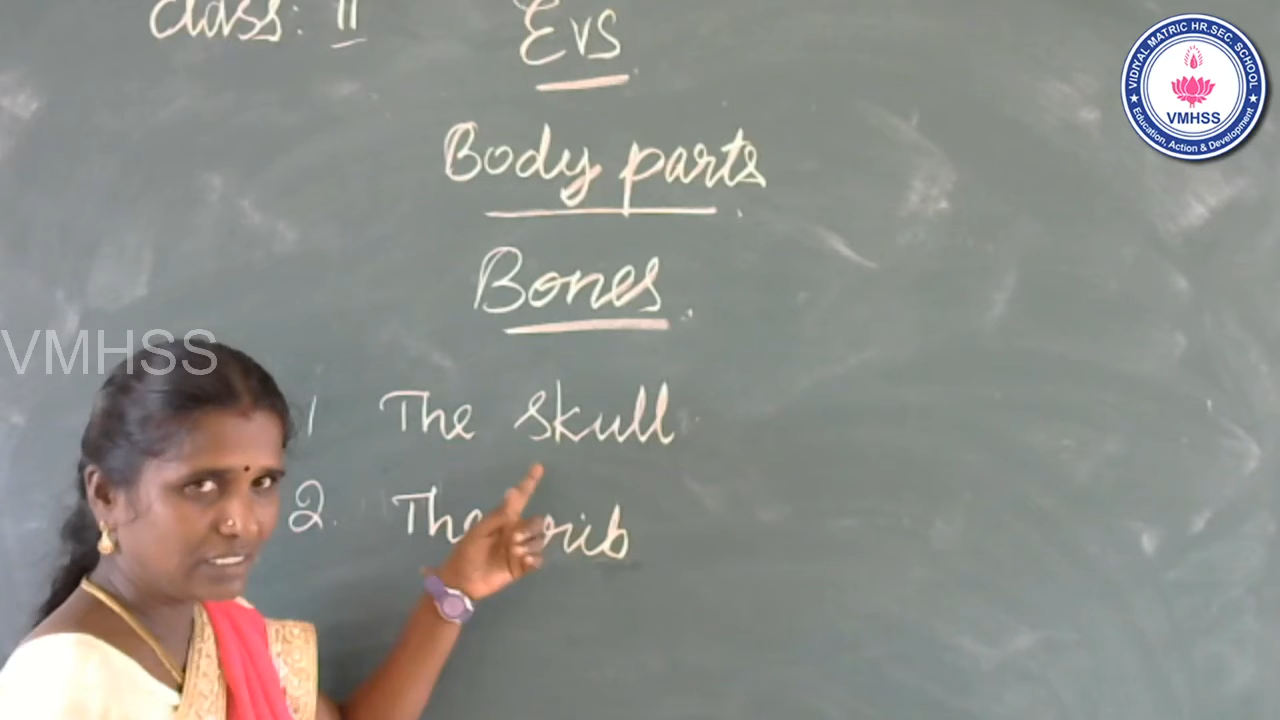 Class: II
Evs
Body parts
Bones
1 The skull
2. The rib
VIDIYAL MATRIC HR.SEC. SCHOOL
VMHSS
★ Education, Action & Development ★
VMHSS